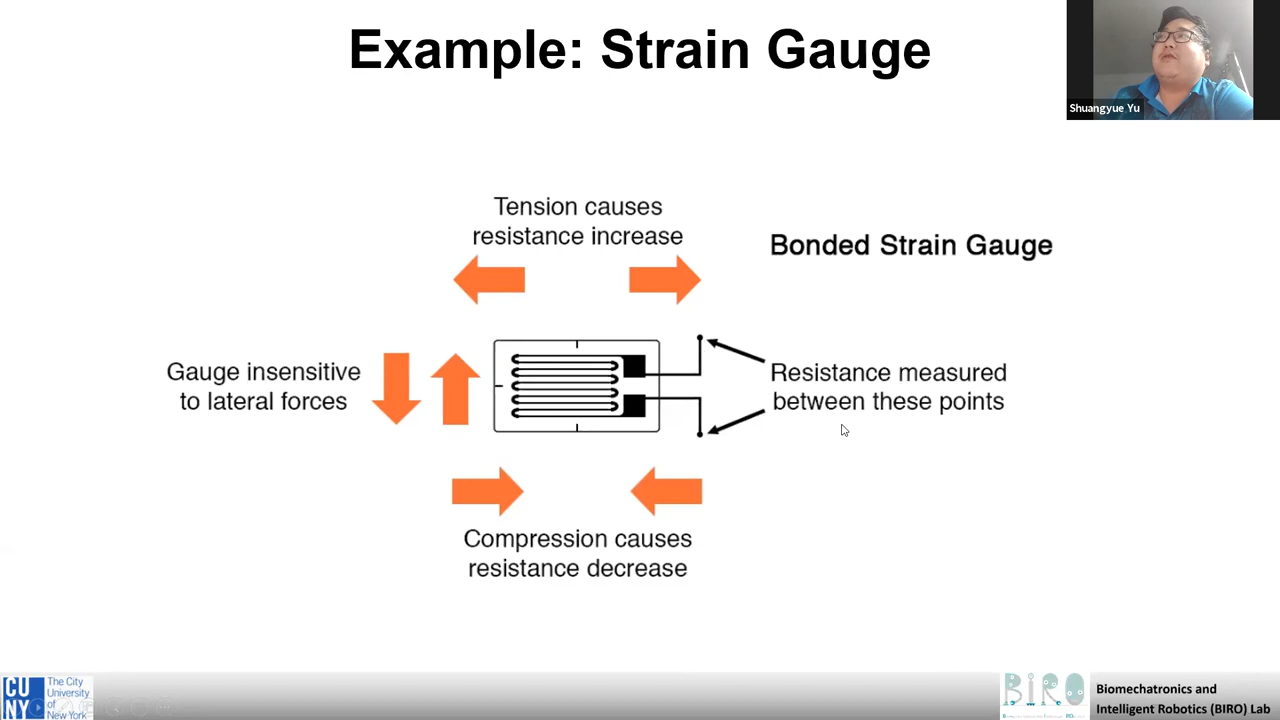 Example: Strain Gauge
Shuangyue Yu
Tension causes
resistance increase
Bonded Strain Gauge
Gauge insensitive
to lateral forces
Resistance measured
between these points
Compression causes
resistance decrease
CU
NY
The City
University
of
New York
BiRO
Biomechatronics and
Intelligent Robotics (BIRO) Lab